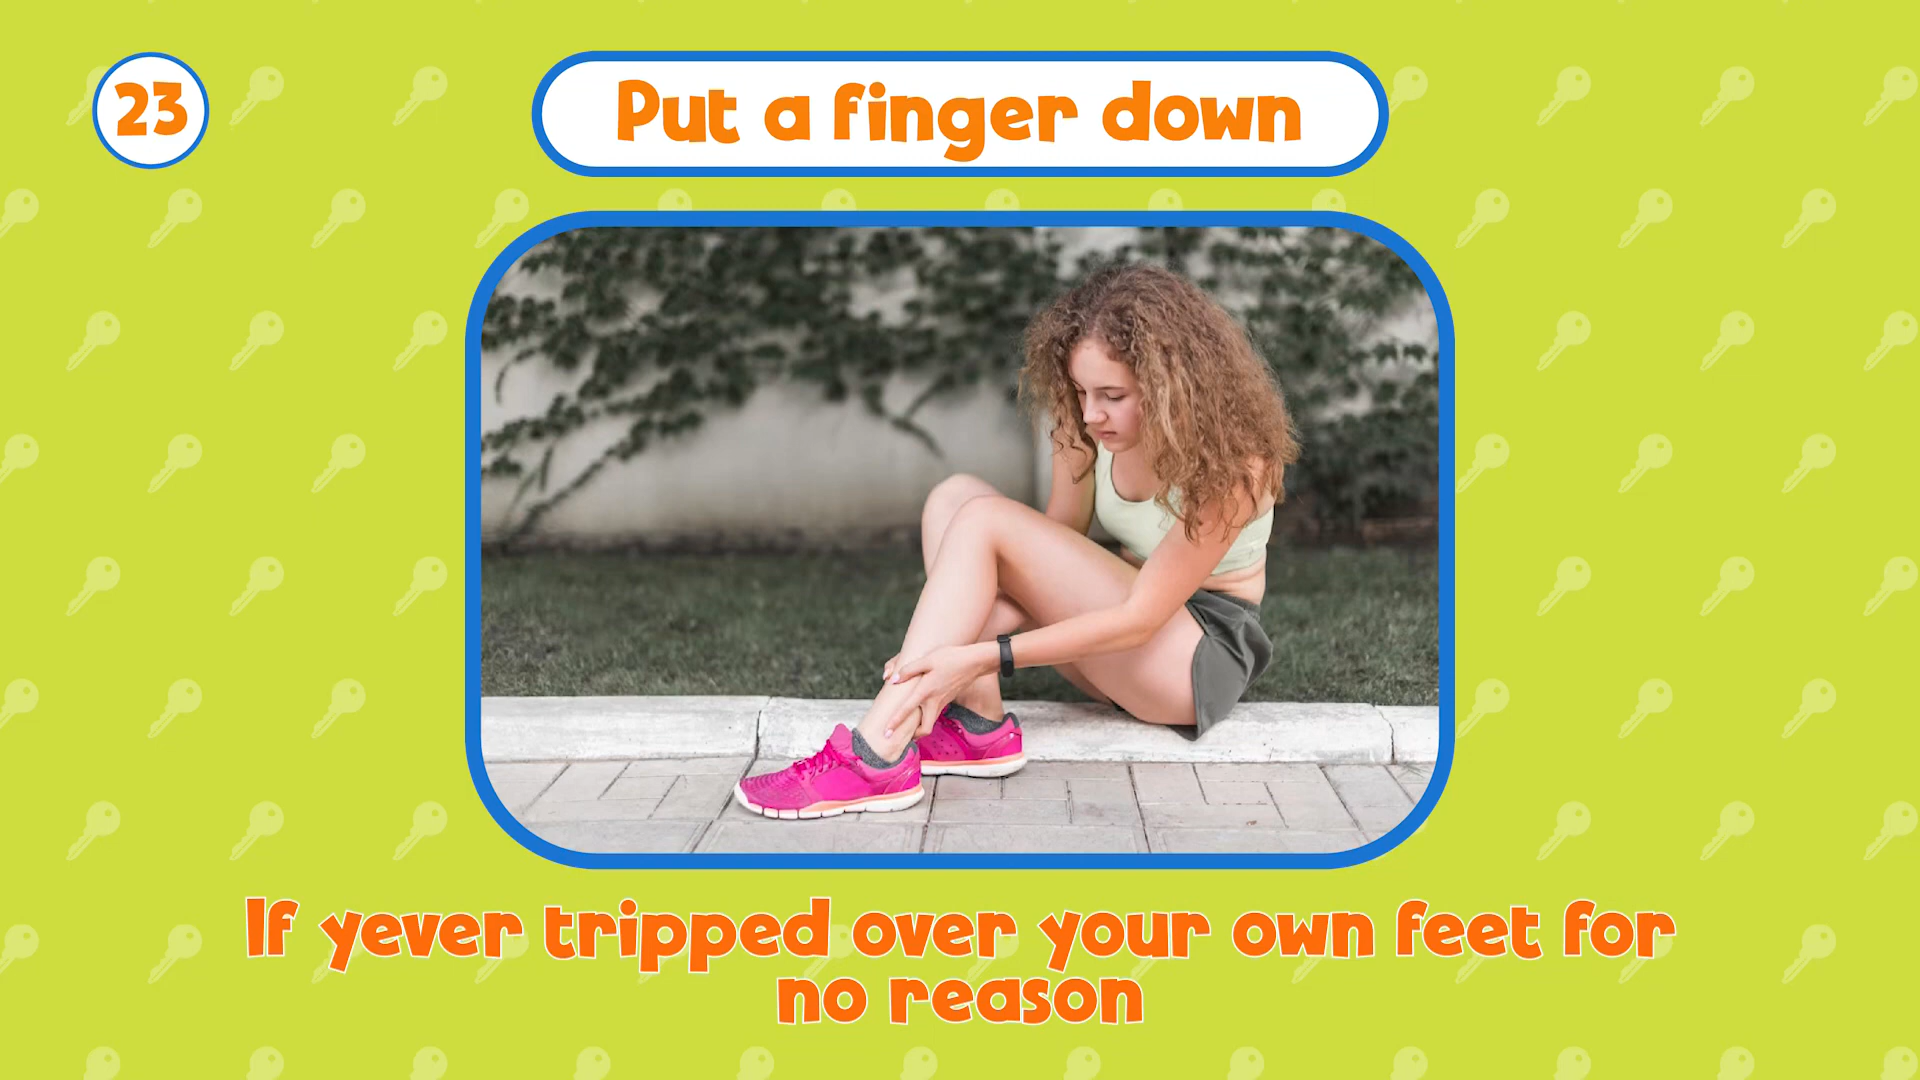 23
Put a finger down
If yever tripped over your own feet for
no reason